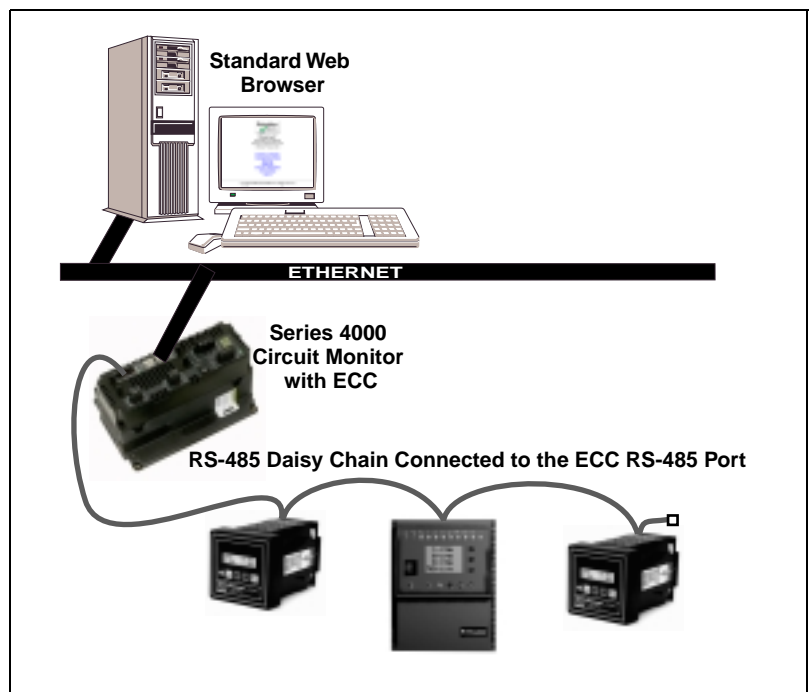 Standard Web
Browser
ETHERNET
Series 4000
Circuit Monitor
with ECC
RS-485 Daisy Chain Connected to the ECC RS-485 Port